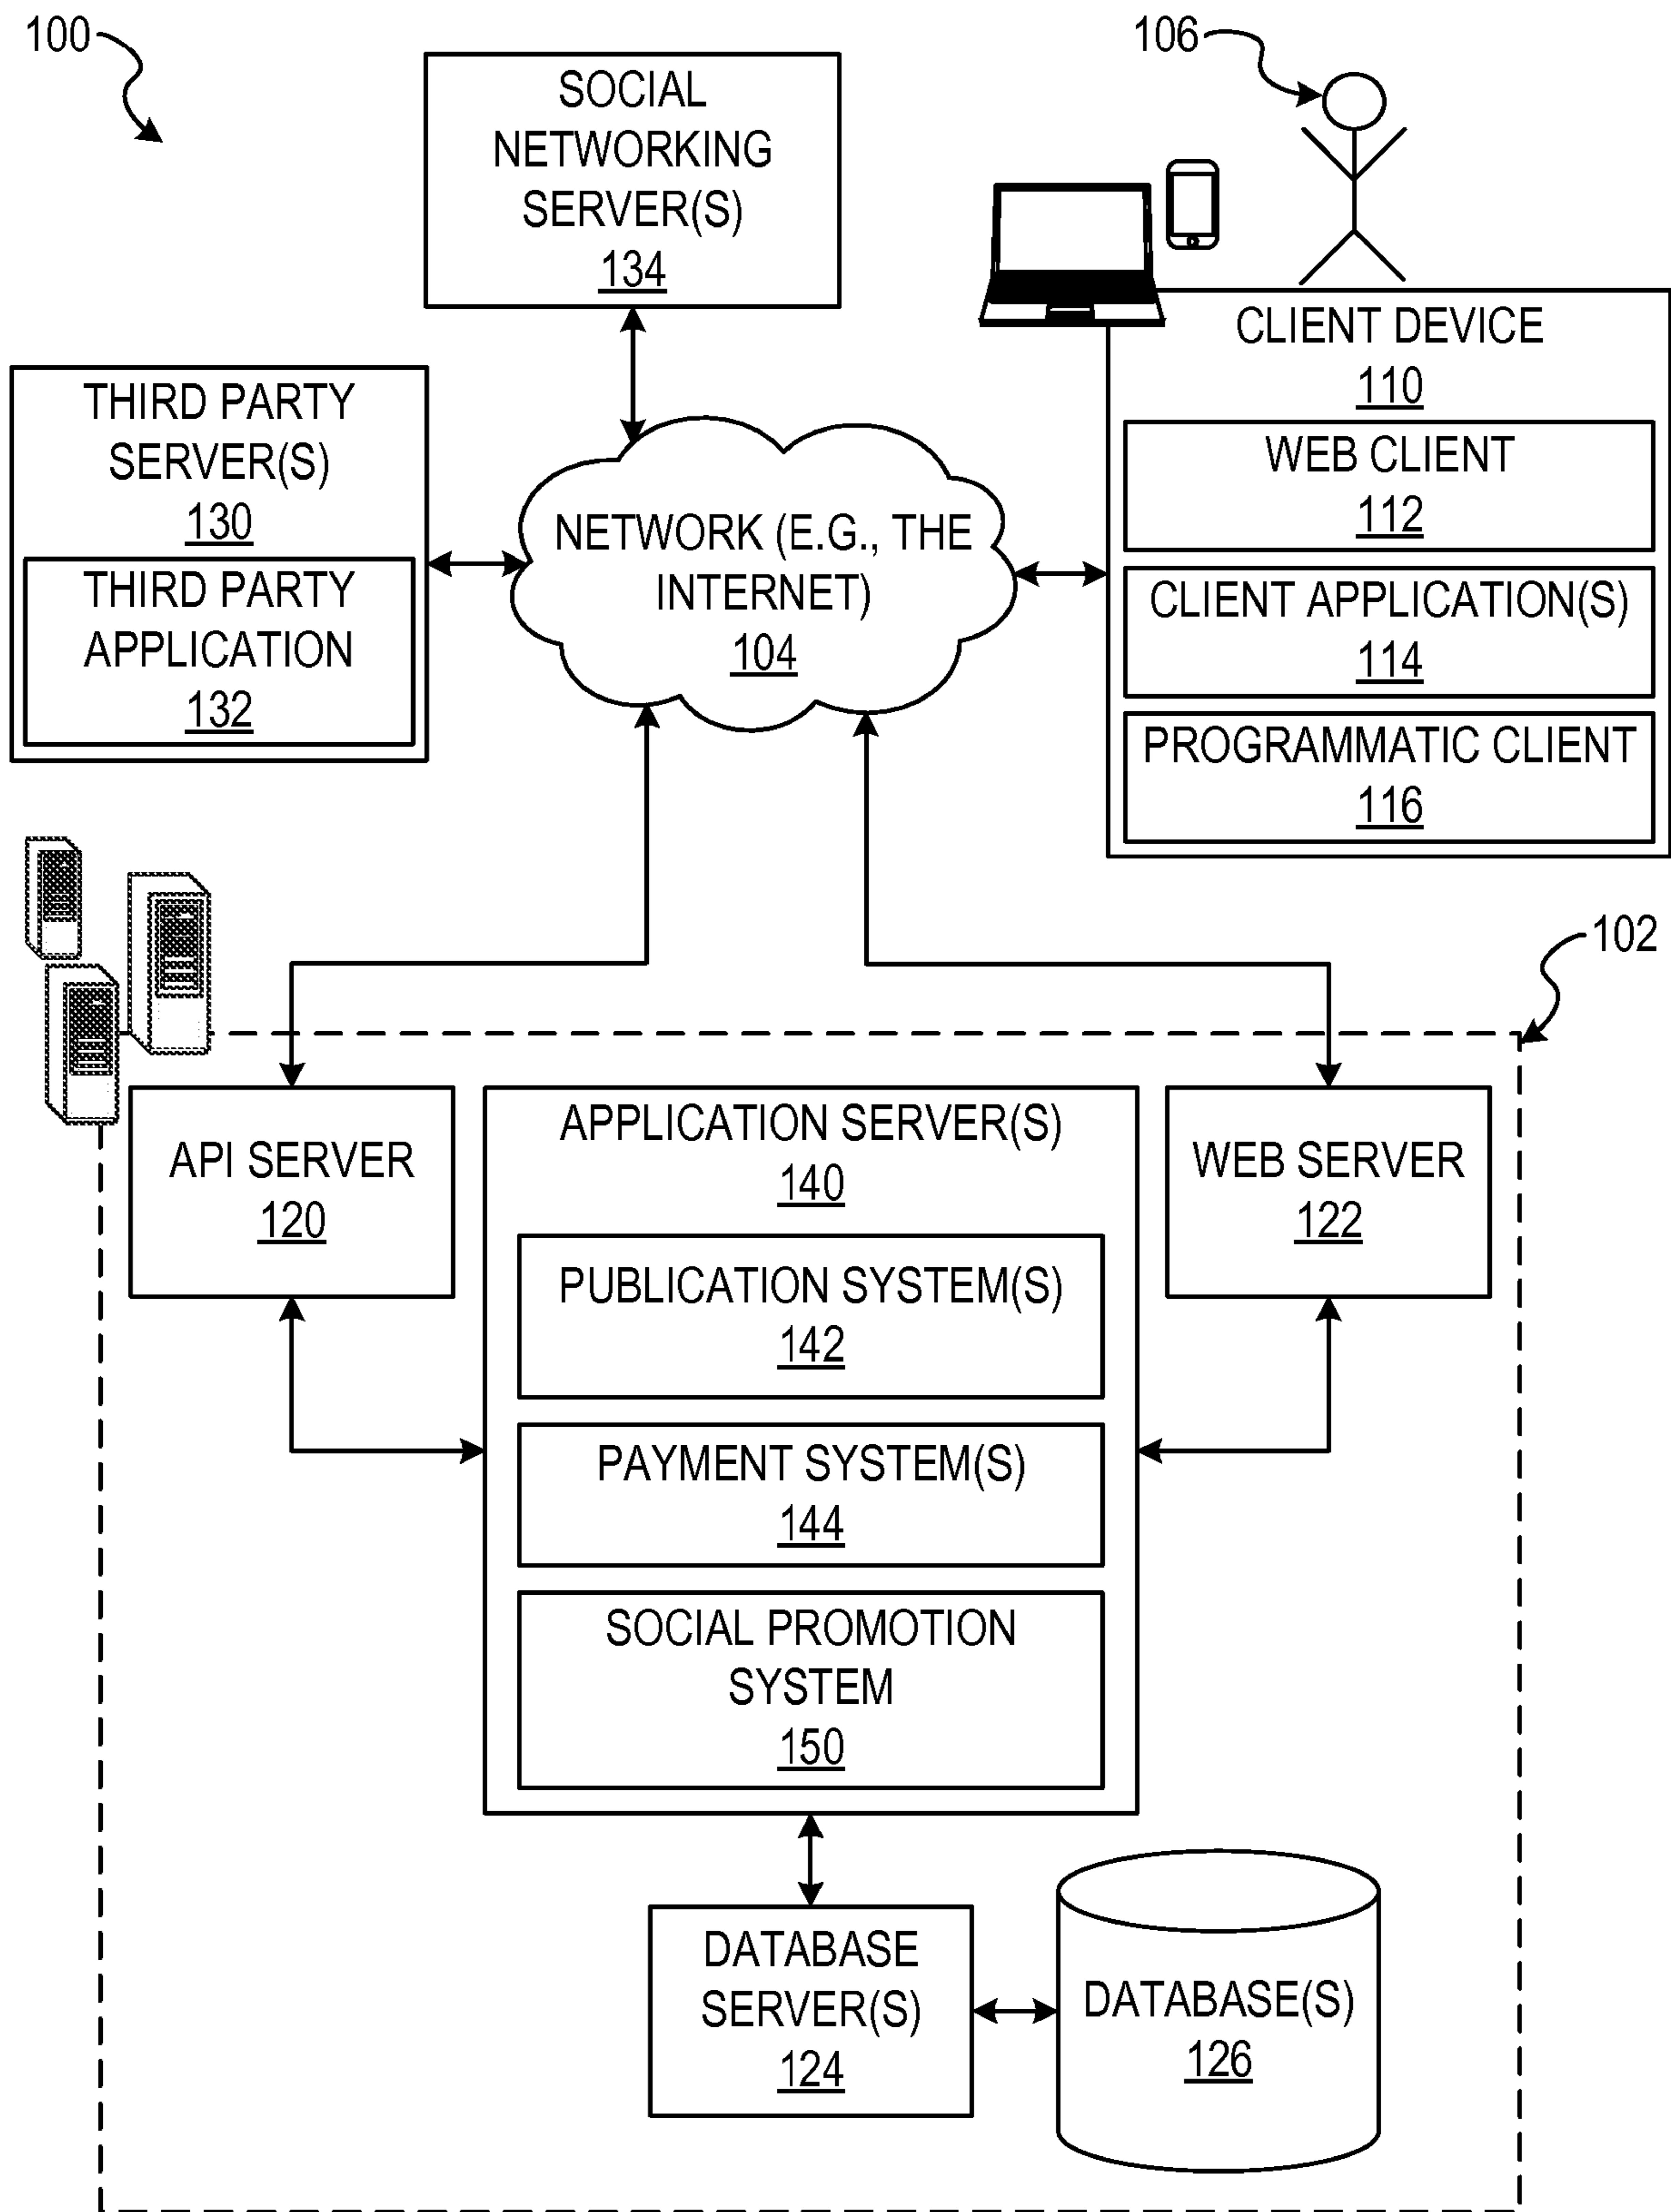 100
106
SOCIAL
NETWORKING
SERVER(S)
134
CLIENT DEVICE
110
WEB CLIENT
112
CLIENT APPLICATION(S)
114
PROGRAMMATIC CLIENT
116
THIRD PARTY
SERVER(S)
130
THIRD PARTY
APPLICATION
132
NETWORK (E.G., THE
INTERNET)
104
102
API SERVER
120
APPLICATION SERVER(S)
140
PUBLICATION SYSTEM(S)
142
PAYMENT SYSTEM(S)
144
SOCIAL PROMOTION
SYSTEM
150
WEB SERVER
122
DATABASE
SERVER(S)
124
DATABASE(S)
126